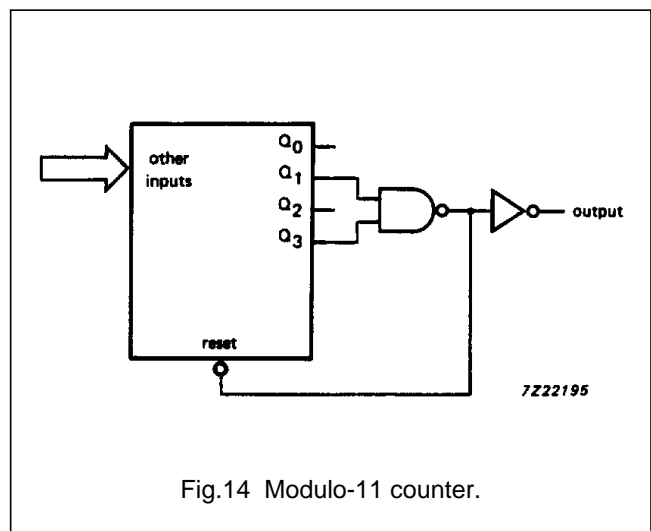 Q0
other
inputs
Q1
Q2
output
Q3
reset
7Z22195
Fig.14 Modulo-11 counter.